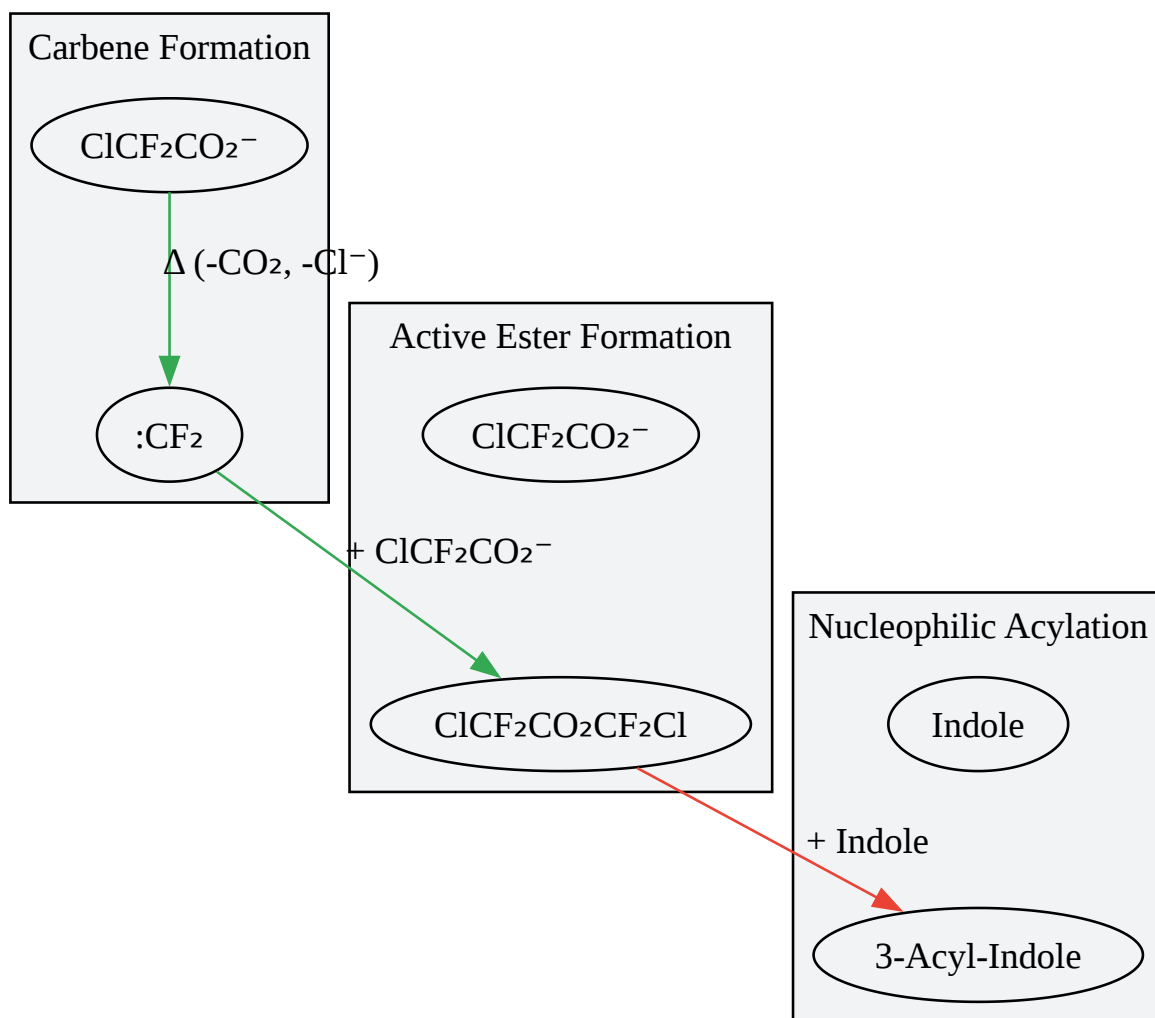 Carbene Formation
ClCF₂CO₂⁻
Δ (-CO₂, -Cl⁻)
:CF₂
Active Ester Formation
ClCF₂CO₂⁻
+ ClCF₂CO₂⁻
ClCF₂CO₂CF₂Cl
Nucleophilic Acylation
Indole
+ Indole
3-Acyl-Indole